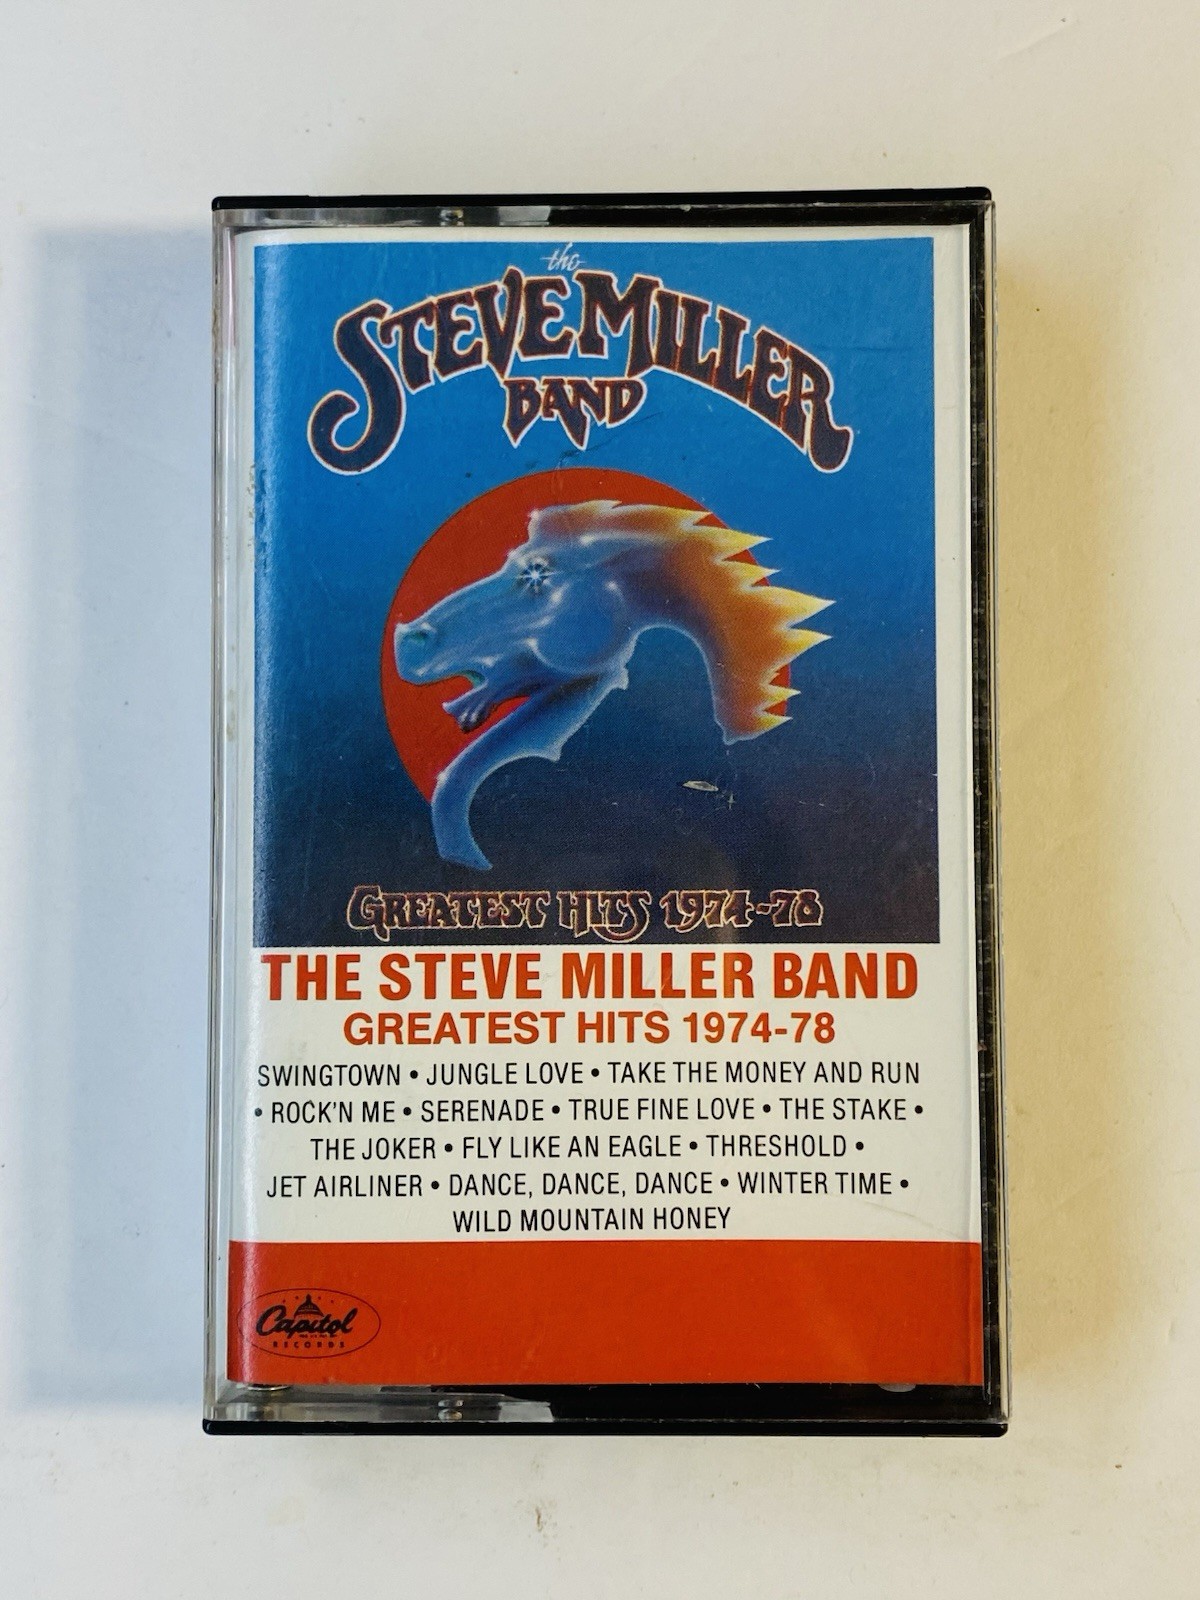 the
STEVE MILLER
BAND
GREATEST HITS 1974-78
THE STEVE MILLER BAND
GREATEST HITS 1974-78
SWINGTOWN • JUNGLE LOVE • TAKE THE MONEY AND RUN
• ROCK'N ME • SERENADE • TRUE FINE LOVE • THE STAKE •
THE JOKER • FLY LIKE AN EAGLE • THRESHOLD •
JET AIRLINER • DANCE, DANCE, DANCE • WINTER TIME •
WILD MOUNTAIN HONEY
Capitol
RECORDS